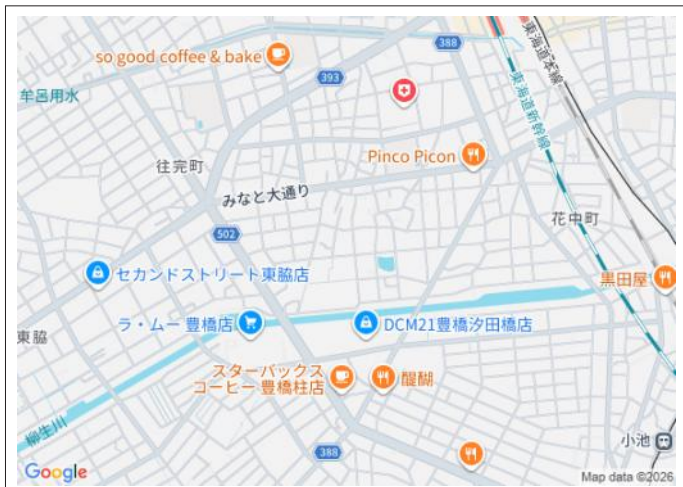 388
東海道本線
so good coffee & bake
393
東海道新幹線
牟呂用水
Pinco Picon
往完町
みなと大通り
花中町
502
セカンドストリート東脇店
黒田屋
ラ・ムー 豊橋店
DCM21豊橋汐田橋店
東脇
スターバックス
コーヒー 豊橋柱店
醍醐
柳生川
388
小池
Google
Map data ©2026